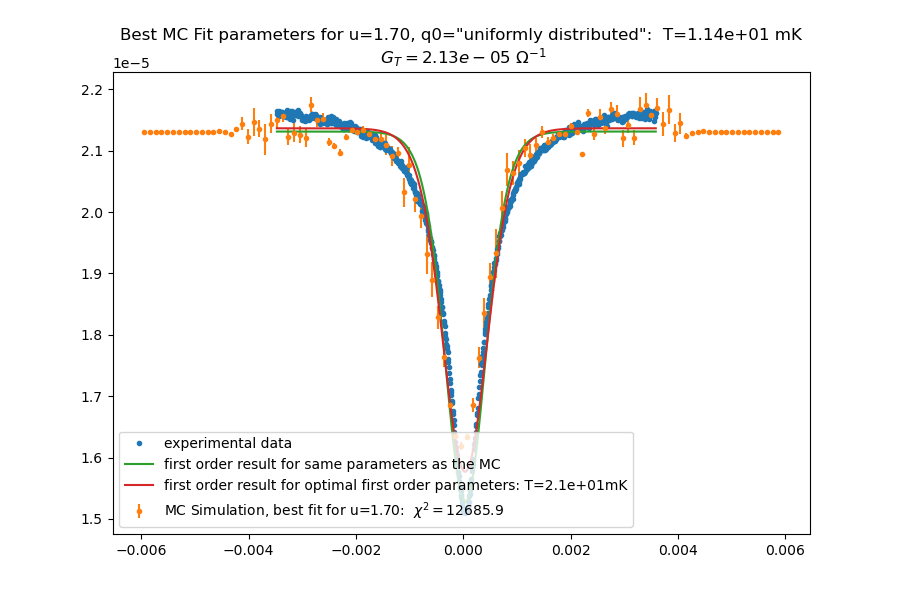 Best MC Fit parameters for u=1.70, q0="uniformly distributed":  T=1.14e+01 mK
G_T = 2.13e − 05 Ω⁻¹
1e−5
2.2
2.1
2.0
1.9
1.8
1.7
1.6
1.5
experimental data
first order result for same parameters as the MC
first order result for optimal first order parameters: T=2.1e+01mK
MC Simulation, best fit for u=1.70:  χ² = 12685.9
−0.006 −0.004 −0.002 0.000 0.002 0.004 0.006